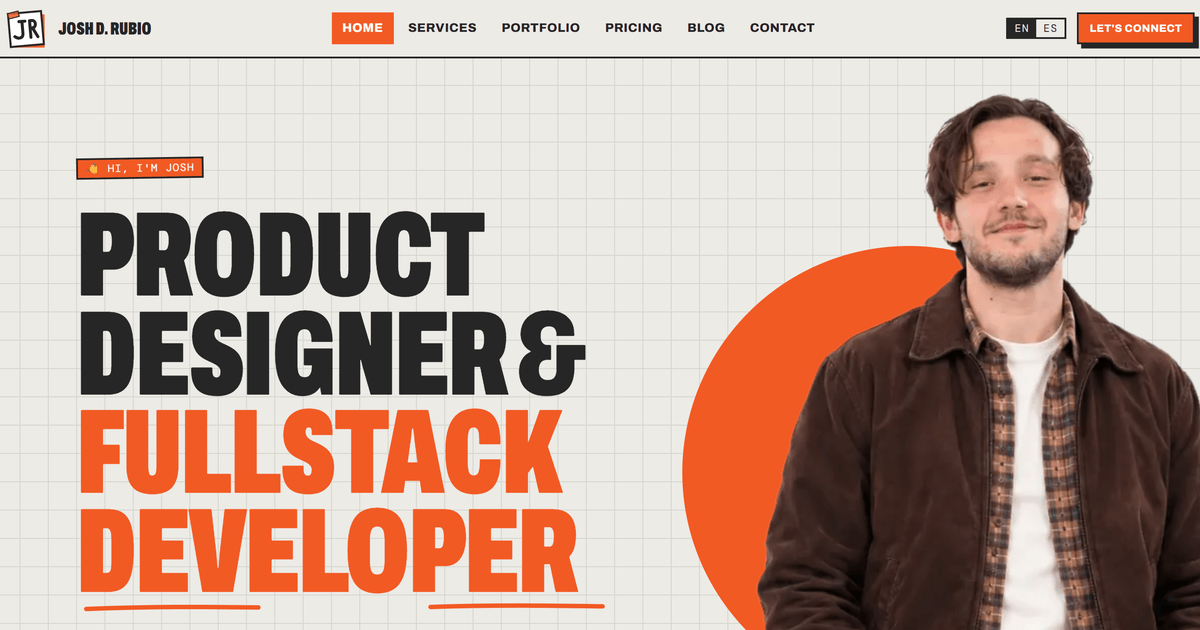 JR
JOSH D. RUBIO
HOME
SERVICES
PORTFOLIO
PRICING
BLOG
CONTACT
EN
ES
LET'S CONNECT
👋 HI, I'M JOSH
PRODUCT
DESIGNER &
FULLSTACK
DEVELOPER